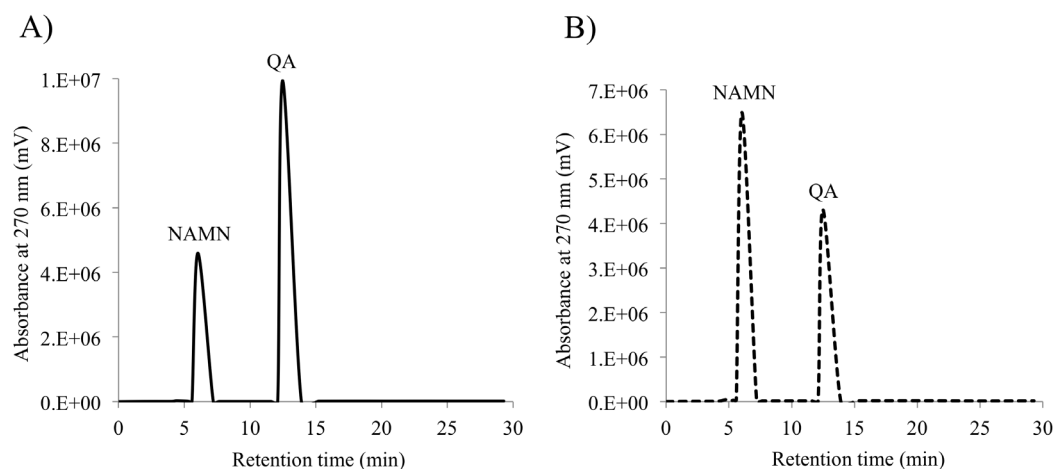 A)
QA
NAMN
1.E+07
8.E+06
6.E+06
4.E+06
2.E+06
0.E+00
Absorbance at 270 nm (mV)
0 5 10 15 20 25 30
Retention time (min)
B)
NAMN
QA
7.E+06
6.E+06
5.E+06
4.E+06
3.E+06
2.E+06
1.E+06
0.E+00
Absorbance at 270 nm (mV)
0 5 10 15 20 25 30
Retention time (min)